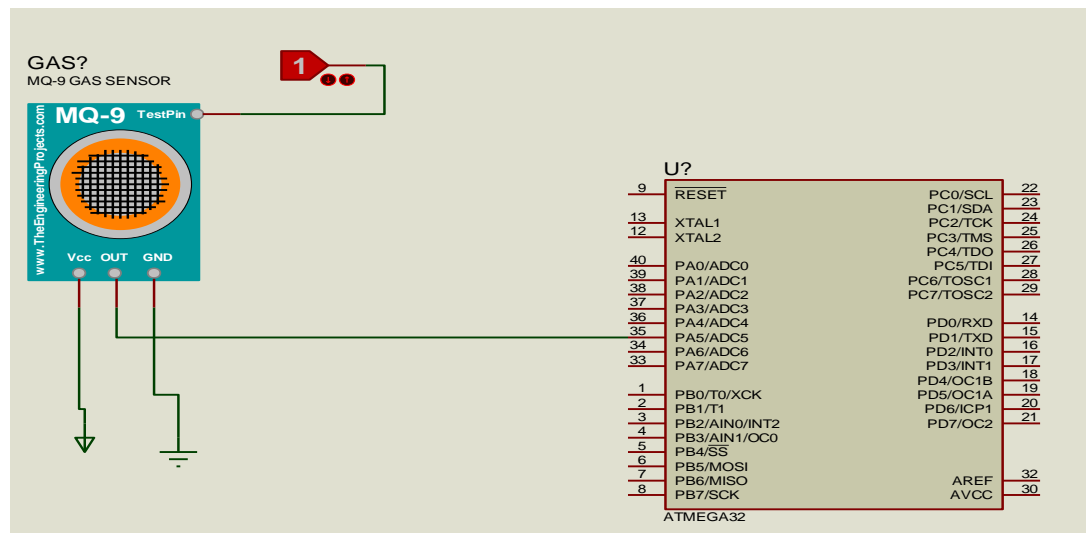 GAS?
MQ-9 GAS SENSOR
1
MQ-9
TestPin
www.TheEngineeringProjects.com
Vcc OUT GND
U?
9 RESET
13 XTAL1
12 XTAL2
40 PA0/ADC0
39 PA1/ADC1
38 PA2/ADC2
37 PA3/ADC3
36 PA4/ADC4
35 PA5/ADC5
34 PA6/ADC6
33 PA7/ADC7
1 PB0/T0/XCK
2 PB1/T1
3 PB2/AIN0/INT2
4 PB3/AIN1/OC0
5 PB4/SS
6 PB5/MOSI
7 PB6/MISO
8 PB7/SCK
PC0/SCL 22
PC1/SDA 23
PC2/TCK 24
PC3/TMS 25
PC4/TDO 26
PC5/TDI 27
PC6/TOSC1 28
PC7/TOSC2 29
PD0/RXD 14
PD1/TXD 15
PD2/INT0 16
PD3/INT1 17
PD4/OC1B 18
PD5/OC1A 19
PD6/ICP1 20
PD7/OC2 21
AREF 32
AVCC 30
ATMEGA32